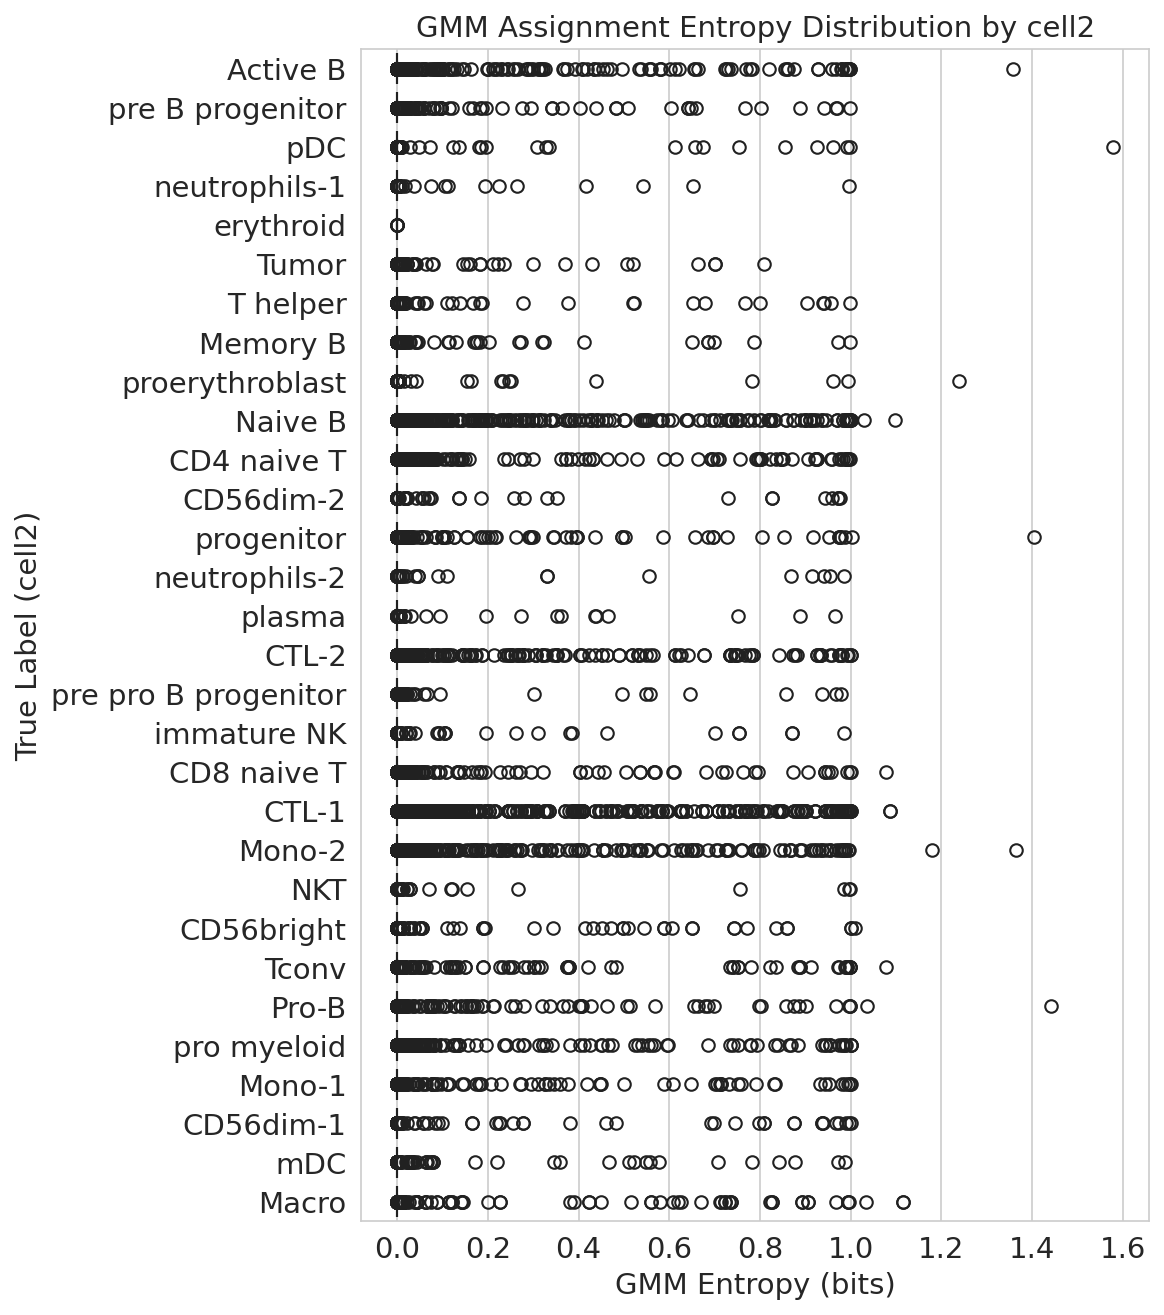 GMM Assignment Entropy Distribution by cell2
Active B
pre B progenitor
pDC
neutrophils-1
erythroid
Tumor
T helper
Memory B
proerythroblast
Naive B
CD4 naive T
CD56dim-2
progenitor
neutrophils-2
plasma
CTL-2
pre pro B progenitor
immature NK
CD8 naive T
CTL-1
Mono-2
NKT
CD56bright
Tconv
Pro-B
pro myeloid
Mono-1
CD56dim-1
mDC
Macro
True Label (cell2)
0.0 0.2 0.4 0.6 0.8 1.0 1.2 1.4 1.6
GMM Entropy (bits)